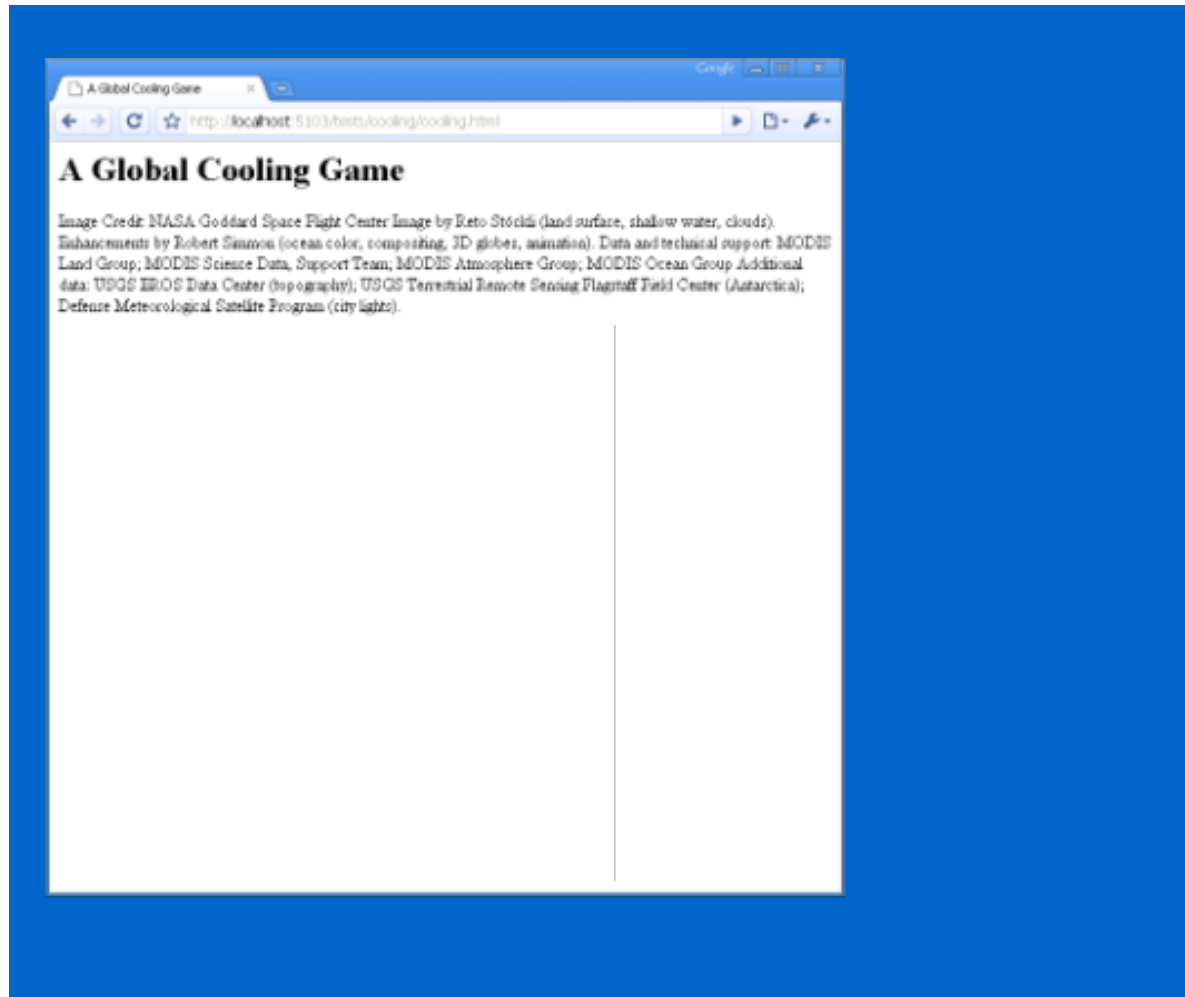 Google
A Global Cooling Game
http://localhost:5103/tests/cooling/cooling.html
A Global Cooling Game
Image Credit: NASA Goddard Space Flight Center Image by Reto Stöckli (land surface, shallow water, clouds).
Enhancements by Robert Simmon (ocean color, compositing, 3D globes, animation). Data and technical support: MODIS
Land Group; MODIS Science Data, Support Team; MODIS Atmosphere Group; MODIS Ocean Group Additional
data: USGS EROS Data Center (topography); USGS Terrestrial Remote Sensing Flagstaff Field Center (Antarctica);
Defense Meteorological Satellite Program (city lights).